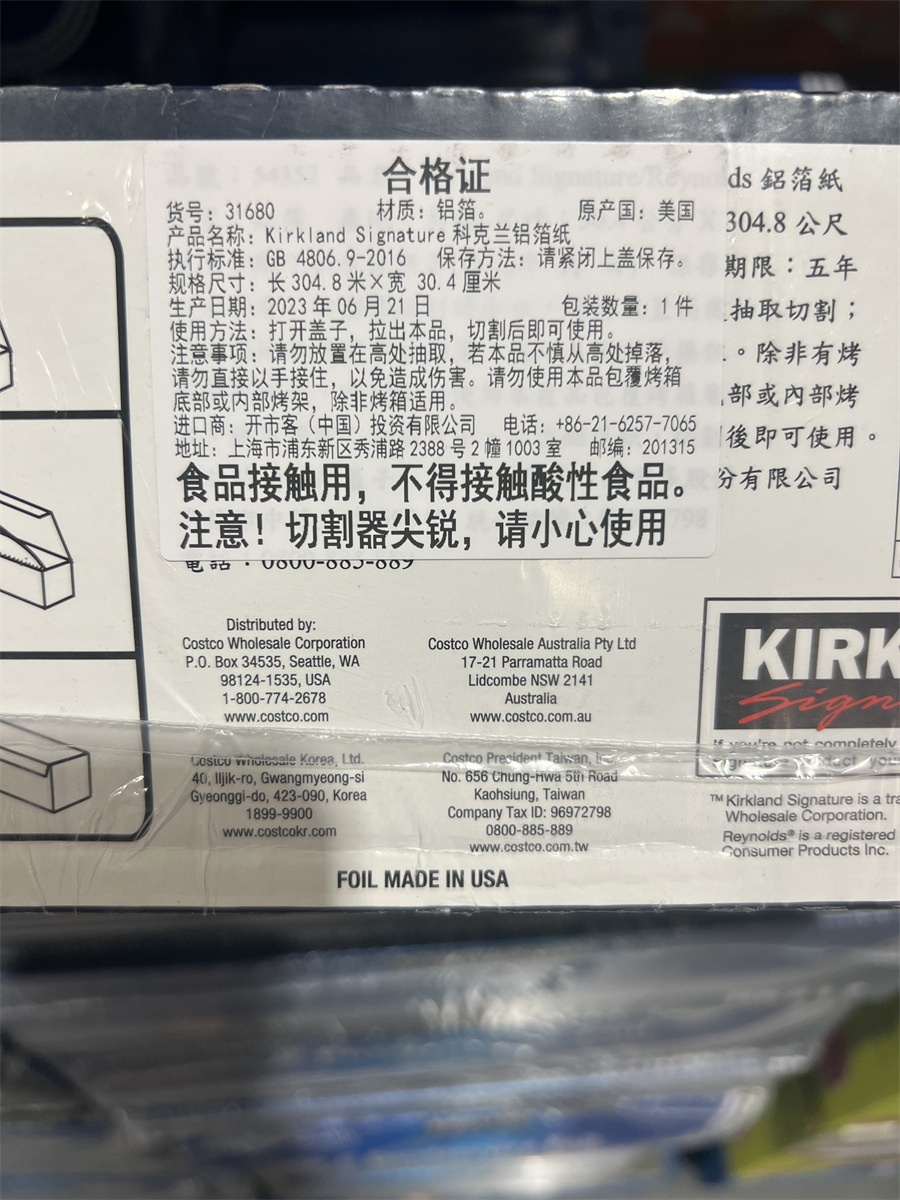 合格证
货号：31680 材质：铝箔。 原产国：美国
产品名称：Kirkland Signature 科克兰铝箔纸
执行标准：GB 4806.9-2016 保存方法：请紧闭上盖保存。
规格尺寸：长 304.8 米×宽 30.4 厘米
生产日期：2023 年 06 月 21 日 包装数量：1 件
使用方法：打开盖子，拉出本品，切割后即可使用。
注意事项：请勿放置在高处抽取，若本品不慎从高处掉落，
请勿直接以手接住，以免造成伤害。请勿使用本品包覆烤箱
底部或内部烤架，除非烤箱适用。
进口商：开市客（中国）投资有限公司 电话：+86-21-6257-7065
地址：上海市浦东新区秀浦路 2388 号 2 幢 1003 室 邮编：201315
食品接触用，不得接触酸性食品。
注意！切割器尖锐，请小心使用
ds 鋁箔紙
304.8 公尺
期限：五年
抽取切割；
。除非有烤
部或內部烤
後即可使用。
份有限公司
電話：0800-885-889
Distributed by:
Costco Wholesale Corporation
P.O. Box 34535, Seattle, WA
98124-1535, USA
1-800-774-2678
www.costco.com
Costco Wholesale Australia Pty Ltd
17-21 Parramatta Road
Lidcombe NSW 2141
Australia
www.costco.com.au
Costco Wholesale Korea, Ltd.
40, Iljik-ro, Gwangmyeong-si
Gyeonggi-do, 423-090, Korea
1899-9900
www.costcokr.com
Costco President Taiwan, Inc.
No. 656 Chung-Hwa 5th Road
Kaohsiung, Taiwan
Company Tax ID: 96972798
0800-885-889
www.costco.com.tw
FOIL MADE IN USA
KIRK
Sign
If you're not completely
™Kirkland Signature is a tra
Wholesale Corporation.
Reynolds® is a registered
Consumer Products Inc.